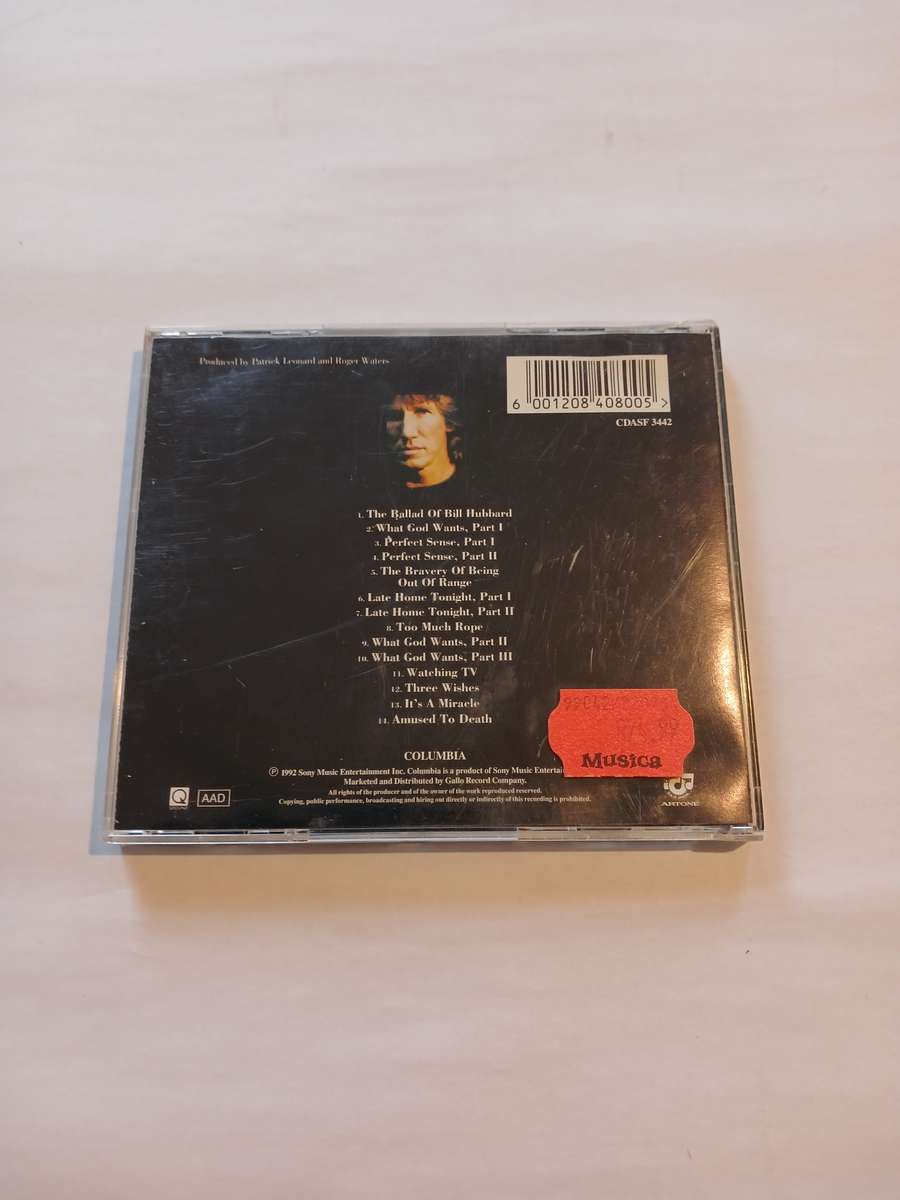 Produced by Patrick Leonard and Roger Waters
6 001208 408005 >
CDASF 3442
1. The Ballad Of Bill Hubbard
2. What God Wants, Part I
3. Perfect Sense, Part I
4. Perfect Sense, Part II
5. The Bravery Of Being
Out Of Range
6. Late Home Tonight, Part I
7. Late Home Tonight, Part II
8. Too Much Rope
9. What God Wants, Part II
10. What God Wants, Part III
11. Watching TV
12. Three Wishes
13. It's A Miracle
14. Amused To Death
Musica
COLUMBIA
℗ 1992 Sony Music Entertainment Inc. Columbia is a product of Sony Music
Marketed and Distributed by Gallo Record Company.
All rights of the producer and of the owner of the work reproduced reserved.
Copying, public performance, broadcasting and hiring out directly or indirectly of this recording is prohibited.
Q
AAD
ARTONE